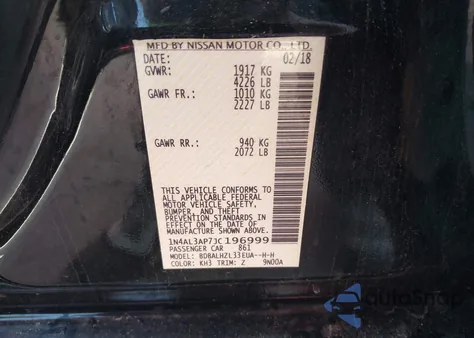 MFD BY NISSAN MOTOR CO., LTD.
DATE: 02/18
GVWR: 1917 KG
4226 LB
GAWR FR.: 1010 KG
2227 LB
GAWR RR.: 940 KG
2072 LB
THIS VEHICLE CONFORMS TO
ALL APPLICABLE FEDERAL
MOTOR VEHICLE SAFETY,
BUMPER, AND THEFT
PREVENTION STANDARDS
IN EFFECT ON THE DATE OF
MANUFACTURE SHOWN ABOVE.
1N4AL3AP7JC196999
PASSENGER CAR 861
MODEL: BDBALHZL33EUA--H-H
COLOR: KH3 TRIM: Z 9N00A
autoSnap